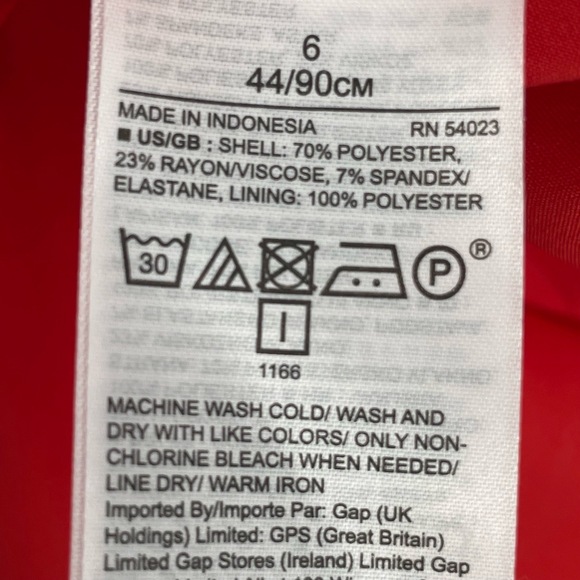 6
44/90CM
MADE IN INDONESIA RN 54023
■ US/GB : SHELL: 70% POLYESTER,
23% RAYON/VISCOSE, 7% SPANDEX/
ELASTANE, LINING: 100% POLYESTER
30 P ®
I
1166
MACHINE WASH COLD/ WASH AND
DRY WITH LIKE COLORS/ ONLY NON-
CHLORINE BLEACH WHEN NEEDED/
LINE DRY/ WARM IRON
Imported By/Importe Par: Gap (UK
Holdings) Limited: GPS (Great Britain)
Limited Gap Stores (Ireland) Limited Gap